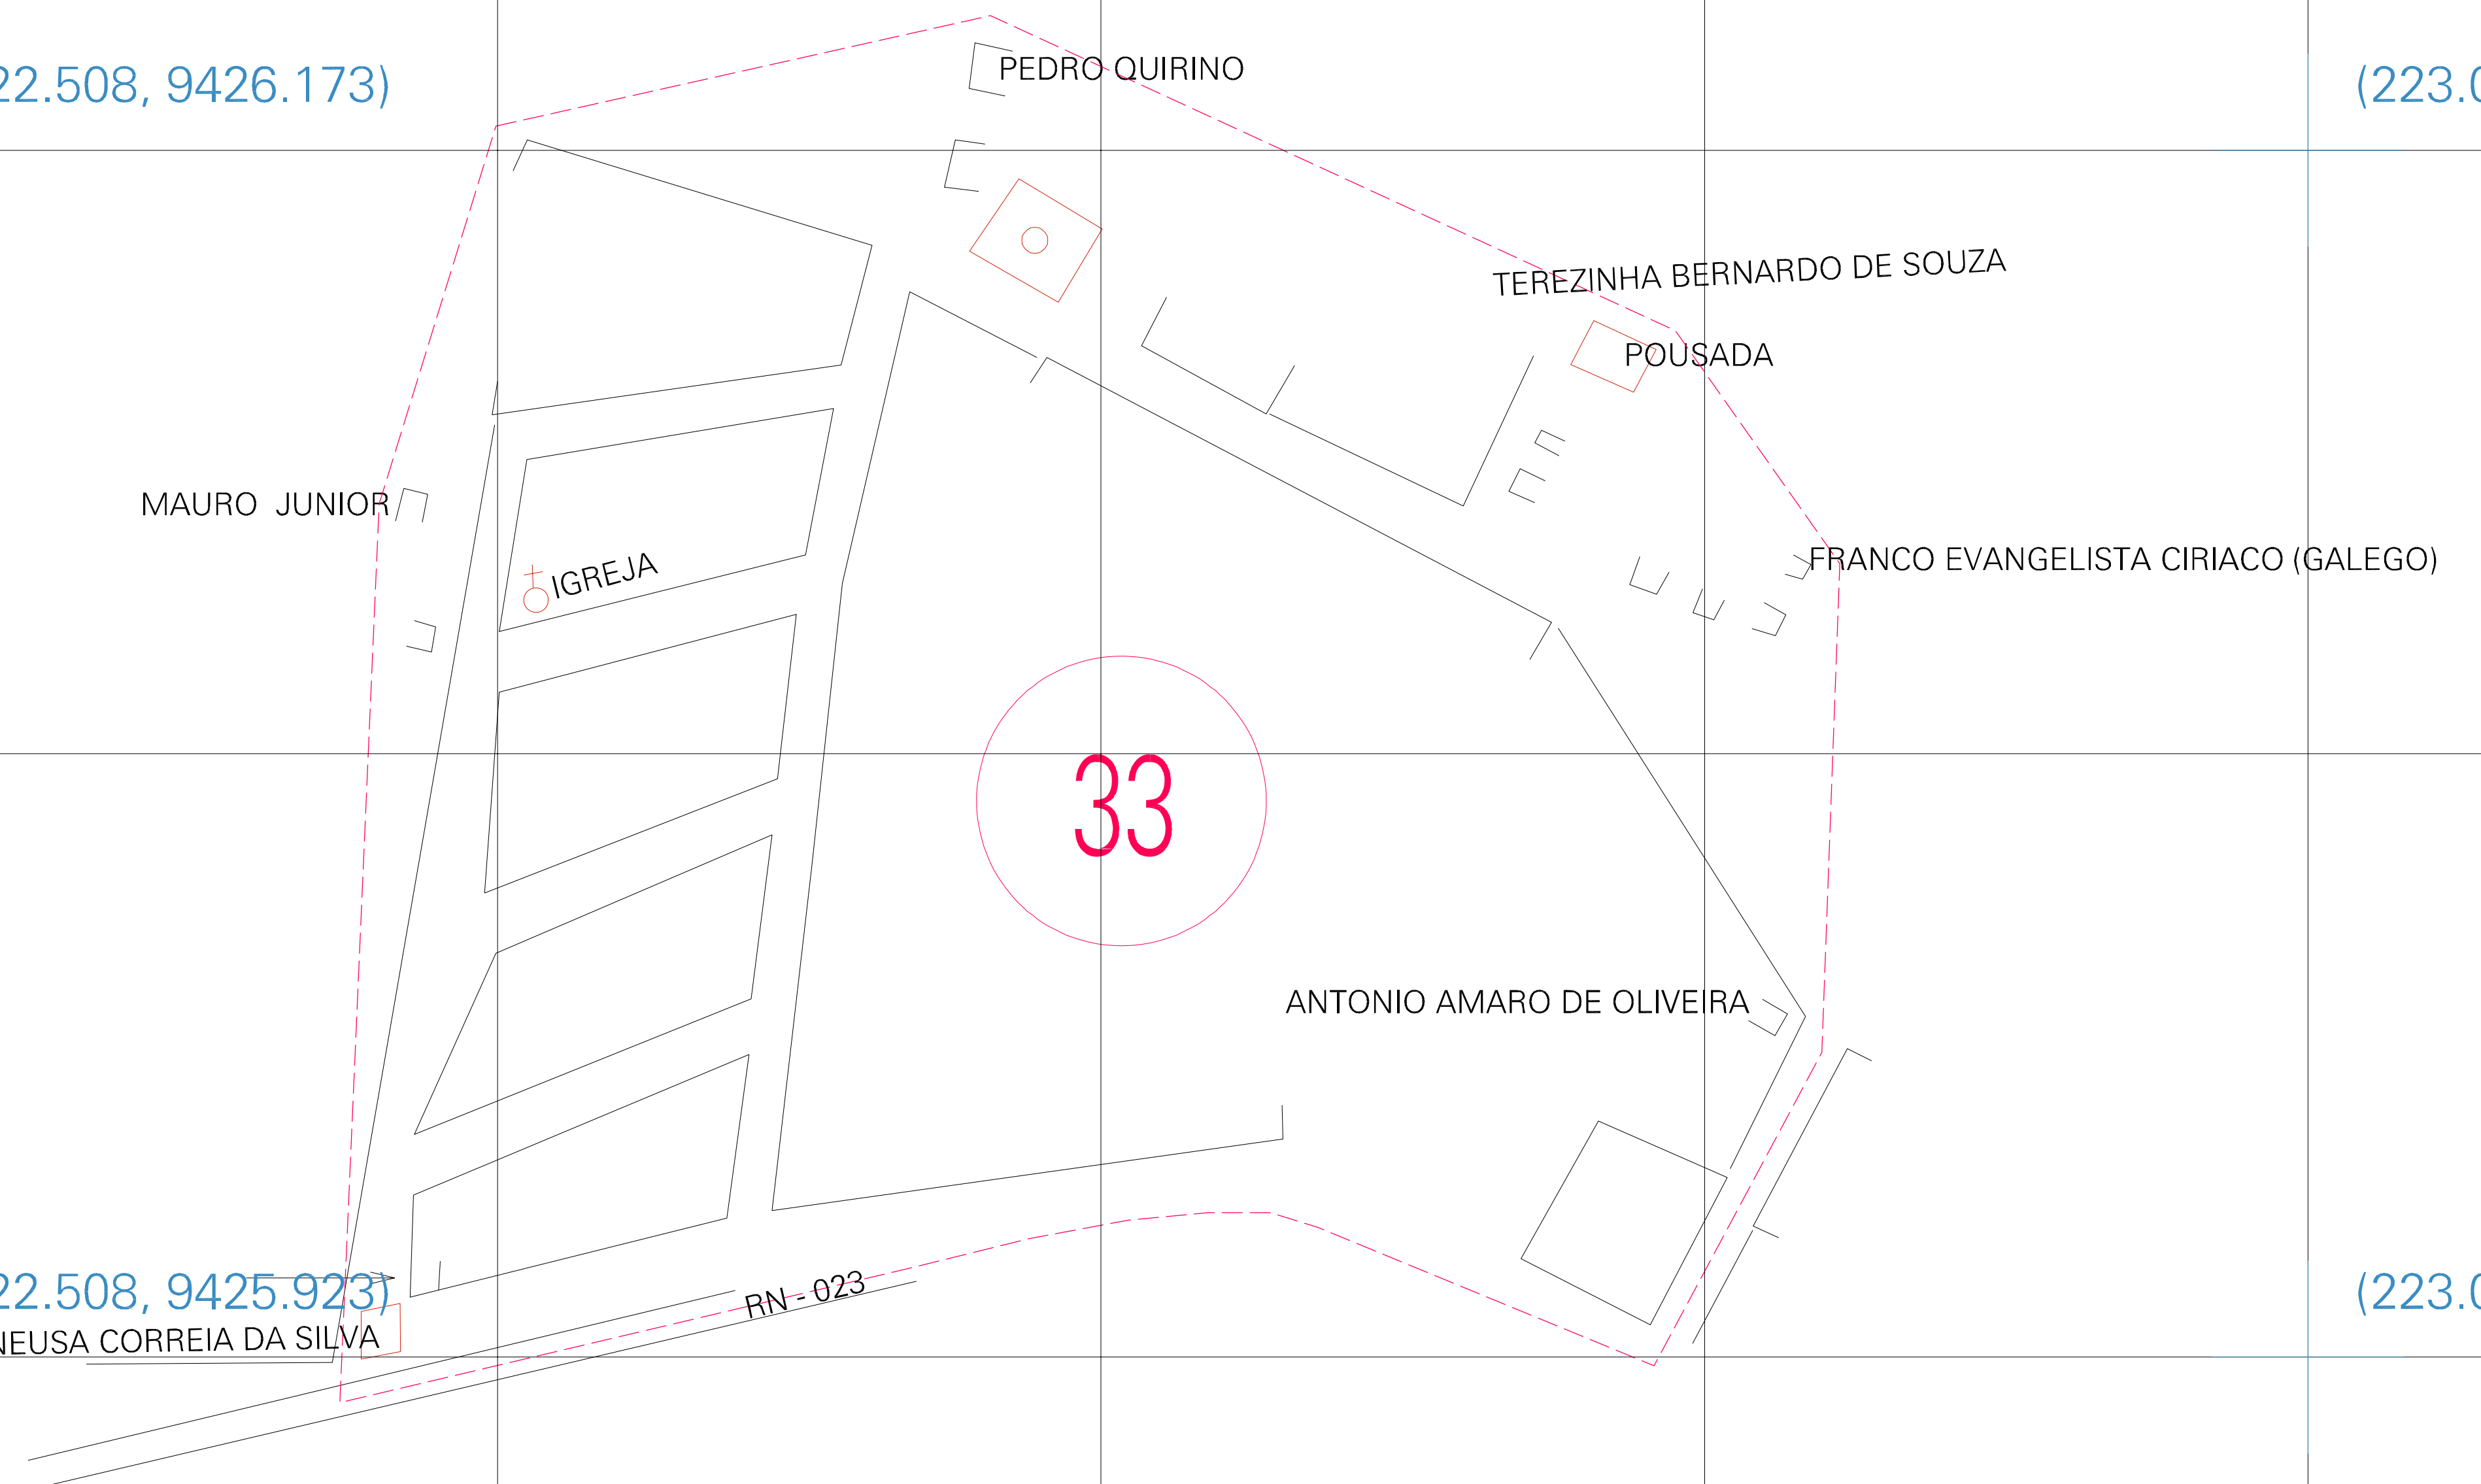 PEDRO QUIRINO
22.508, 9426.173)
(223.0
TEREZINHA BERNARDO DE SOUZA
POUSADA
MAURO JUNIOR
IGREJA
FRANCO EVANGELISTA CIRIACO (GALEGO)
33
ANTONIO AMARO DE OLIVEIRA
RN - 023
22.508, 9425.923)
(223.0
NEUSA CORREIA DA SILVA